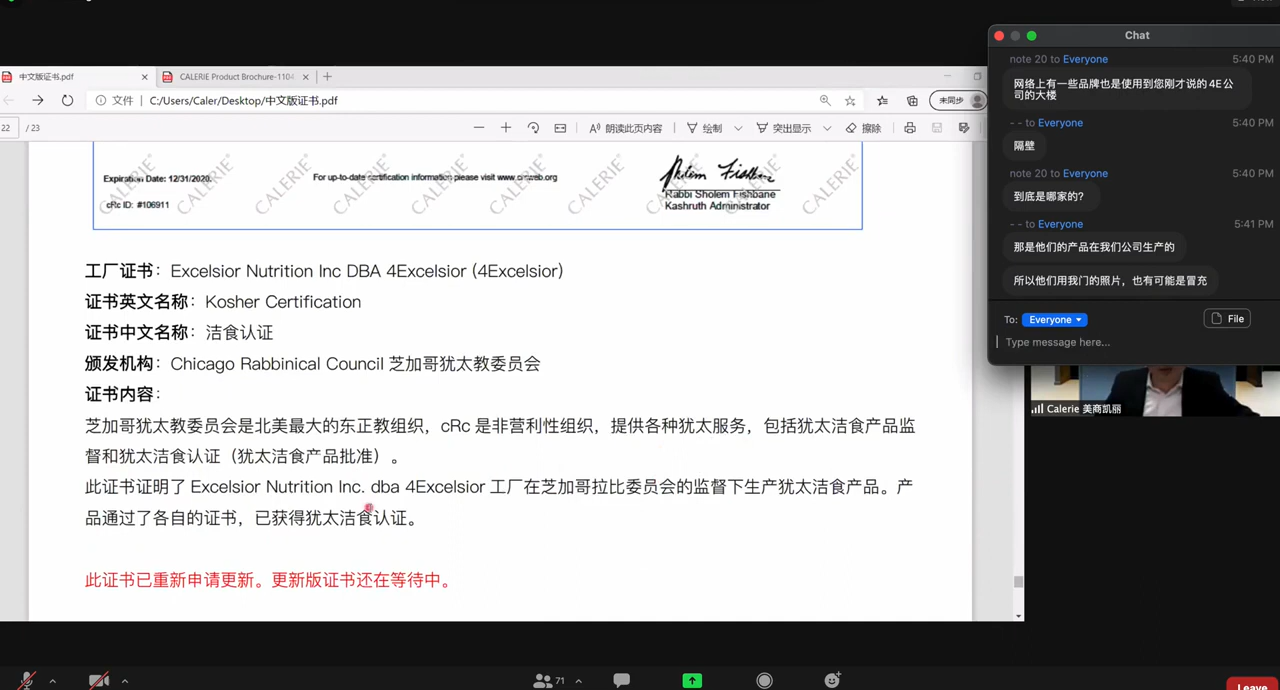 Chat
note 20 to Everyone 5:40 PM
网络上有一些品牌也是使用到您刚才说的4E公
司的大楼
- - to Everyone 5:40 PM
隔壁
note 20 to Everyone 5:40 PM
到底是哪家的?
- - to Everyone 5:41 PM
那是他们的产品在我们公司生产的
所以他们用我门的照片，也有可能是冒充
To: Everyone File
Type message here...
Calerie 美商凯丽
中文版证书.pdf
CALERIE Product Brochure-1104
文件 C:/Users/Caler/Desktop/中文版证书.pdf
未同步
22 / 23
朗读此页内容 绘制 突出显示 擦除
CALERIE CALERIE CALERIE CALERIE CALERIE CALERIE CALERIE CALERIE CALERIE CALERIE
Expiration Date: 12/31/2020
For up-to-date certification information please visit www.crcweb.org
Rabbi Sholem Fishbane
cRc ID: #106911
Kashruth Administrator
工厂证书：Excelsior Nutrition Inc DBA 4Excelsior (4Excelsior)
证书英文名称：Kosher Certification
证书中文名称：洁食认证
颁发机构：Chicago Rabbinical Council 芝加哥犹太教委员会
证书内容：
芝加哥犹太教委员会是北美最大的东正教组织，cRc 是非营利性组织，提供各种犹太服务，包括犹太洁食产品监
督和犹太洁食认证（犹太洁食产品批准）。
此证书证明了 Excelsior Nutrition Inc. dba 4Excelsior 工厂在芝加哥拉比委员会的监督下生产犹太洁食产品。产
品通过了各自的证书，已获得犹太洁食认证。
此证书已重新申请更新。更新版证书还在等待中。
71
Leave